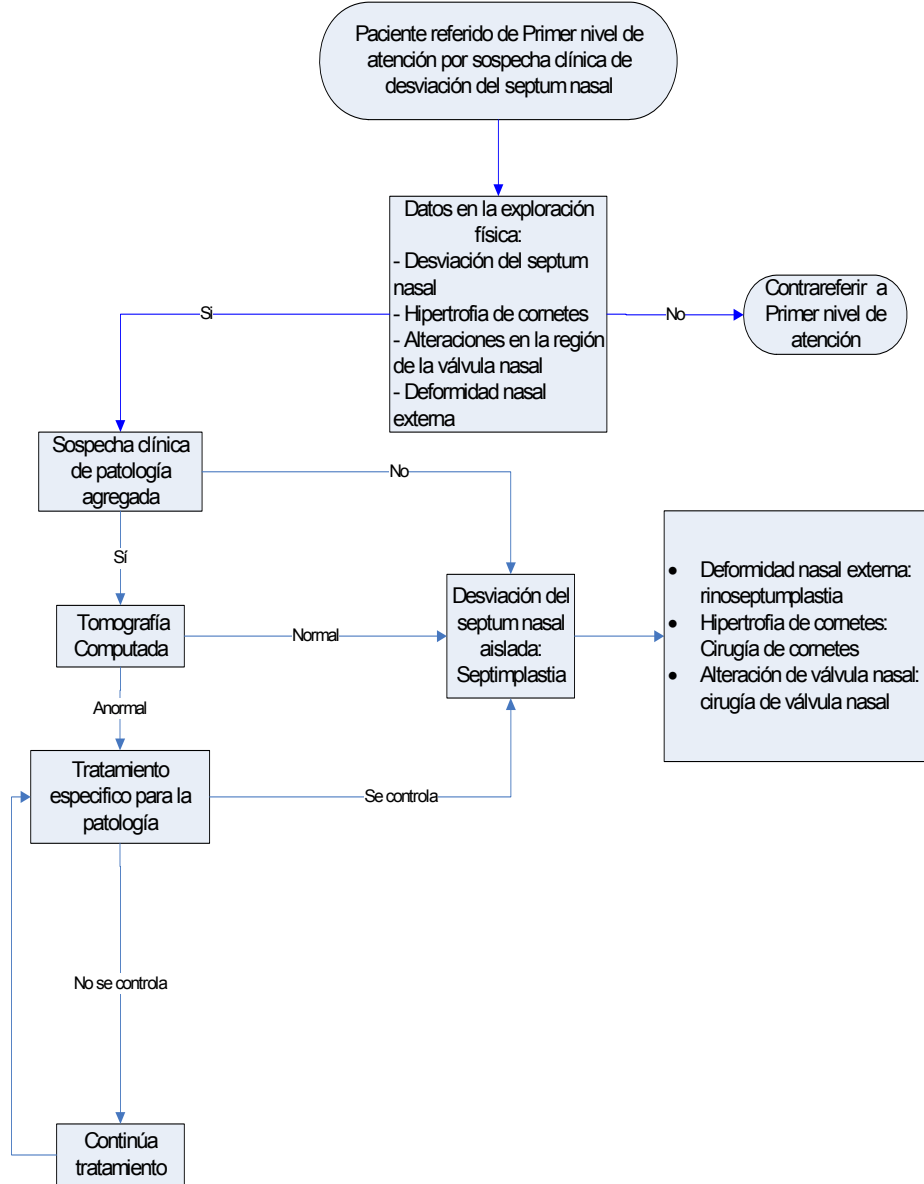 Paciente referido de Primer nivel de
atención por sospecha clínica de
desviación del septum nasal
Datos en la exploración
física:
- Desviación del septum
nasal
- Hipertrofia de cornetes
- Alteraciones en la región
de la válvula nasal
- Deformidad nasal
externa
Si
No
Contrareferir a
Primer nivel de
atención
Sospecha clínica
de patología
agregada
No
Sí
Tomografía
Computada
Normal
Desviación del
septum nasal
aislada:
Septimplastia
• Deformidad nasal externa:
rinoseptumplastia
• Hipertrofia de cornetes:
Cirugía de cornetes
• Alteración de válvula nasal:
cirugía de válvula nasal
Anormal
Tratamiento
especifico para la
patología
Se controla
No se controla
Continúa
tratamiento